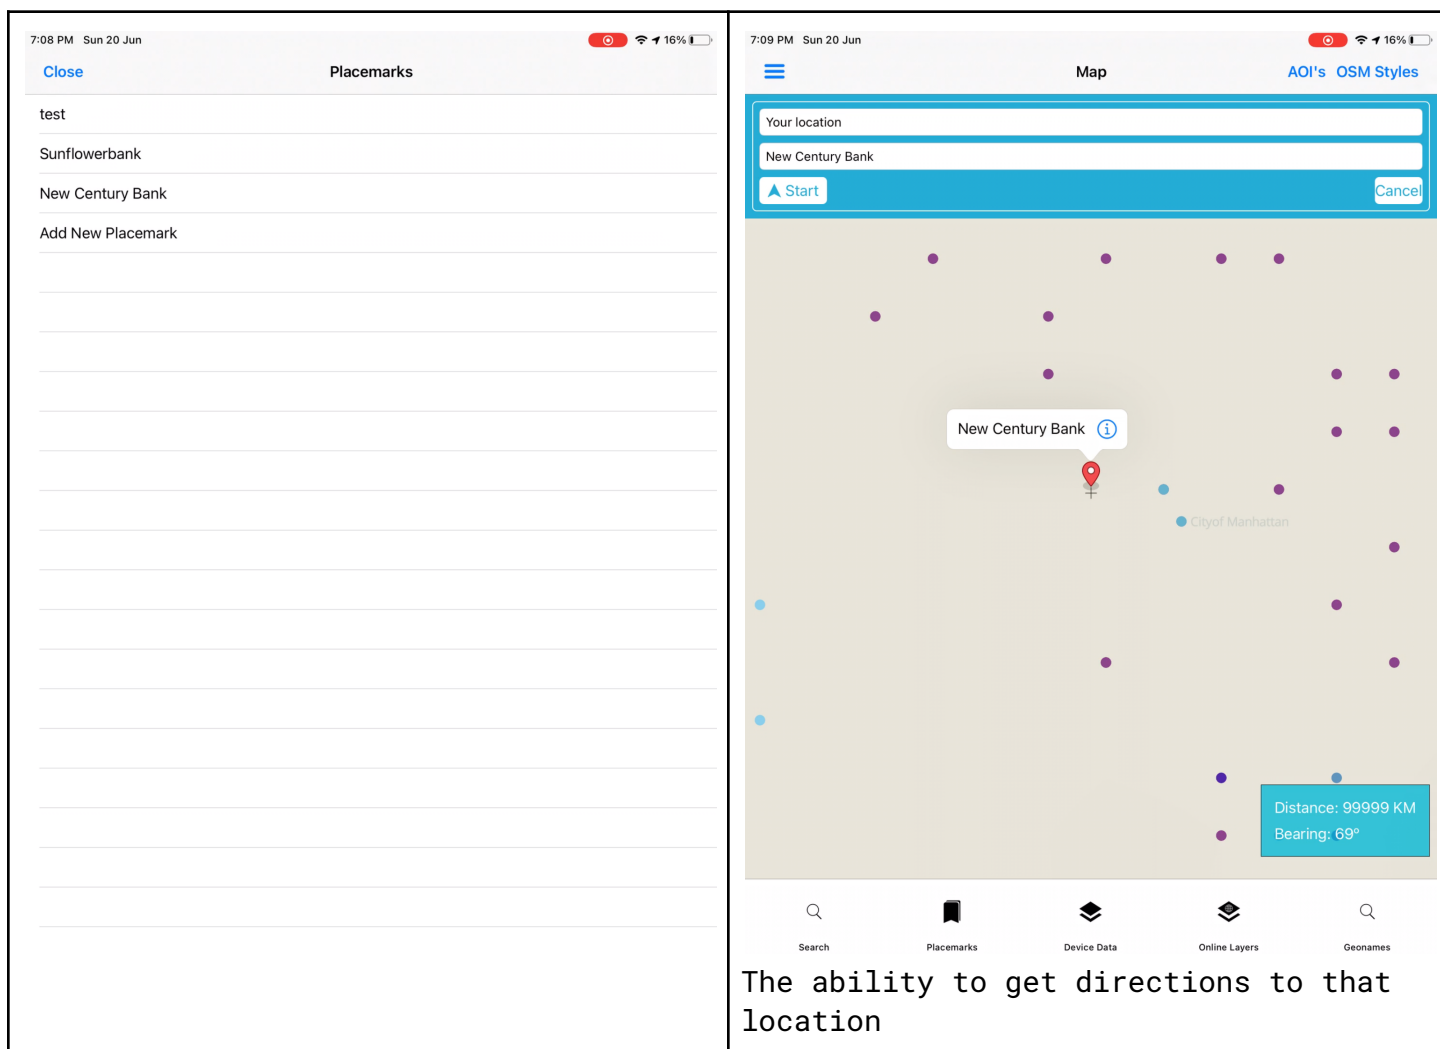 7:08 PM Sun 20 Jun
16%
Close
Placemarks
test
Sunflowerbank
New Century Bank
Add New Placemark
7:09 PM Sun 20 Jun
16%
Map
AOI's OSM Styles
Your location
New Century Bank
Start
Cancel
New Century Bank
Cityof Manhattan
Distance: 99999 KM
Bearing: 69°
Search
Placemarks
Device Data
Online Layers
Geonames
The ability to get directions to that
location